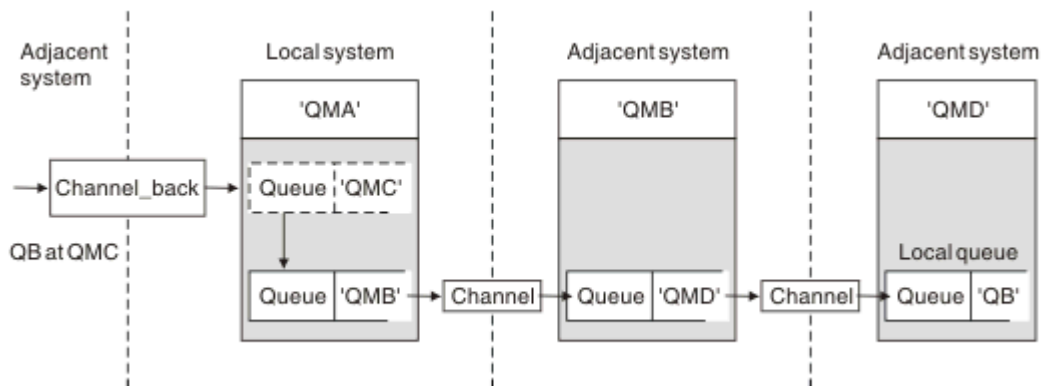 Adjacent
system
Local system
Adjacent system
Adjacent system
'QMA'
'QMB'
'QMD'
Channel_back
Queue 'QMC'
QB at QMC
Local queue
Queue 'QMB'
Channel
Queue 'QMD'
Channel
Queue 'QB'